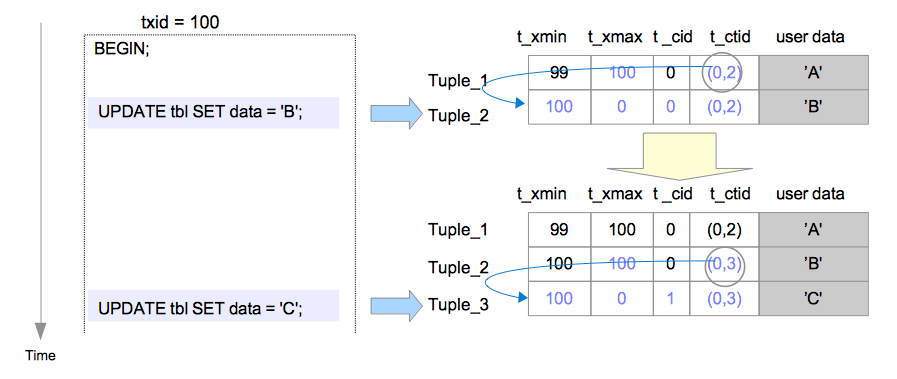 txid = 100
BEGIN;
t_xmin t_xmax t_cid t_ctid user data
Tuple_1 99 100 0 (0,2) 'A'
UPDATE tbl SET data = 'B'; Tuple_2 100 0 0 (0,2) 'B'
t_xmin t_xmax t_cid t_ctid user data
Tuple_1 99 100 0 (0,2) 'A'
Tuple_2 100 100 0 (0,3) 'B'
UPDATE tbl SET data = 'C'; Tuple_3 100 0 1 (0,3) 'C'
Time